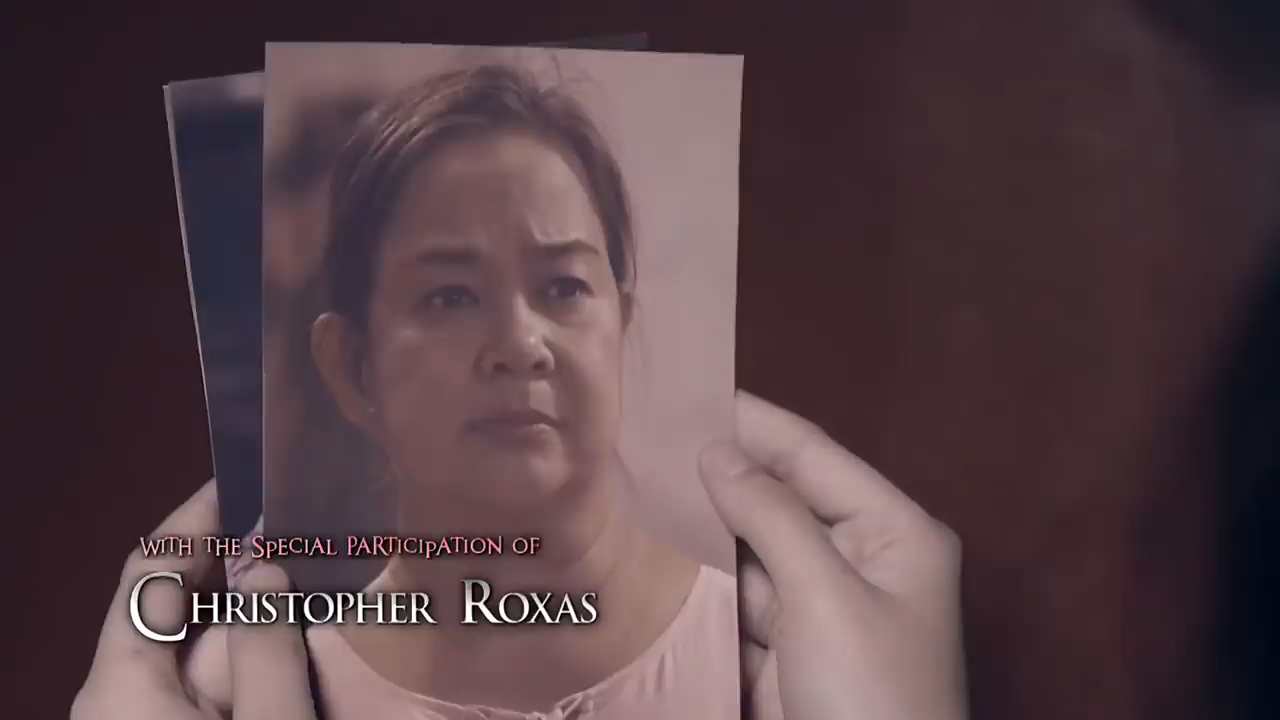 WITH THE SPECIAL PARTICIPATION OF
CHRISTOPHER ROXAS